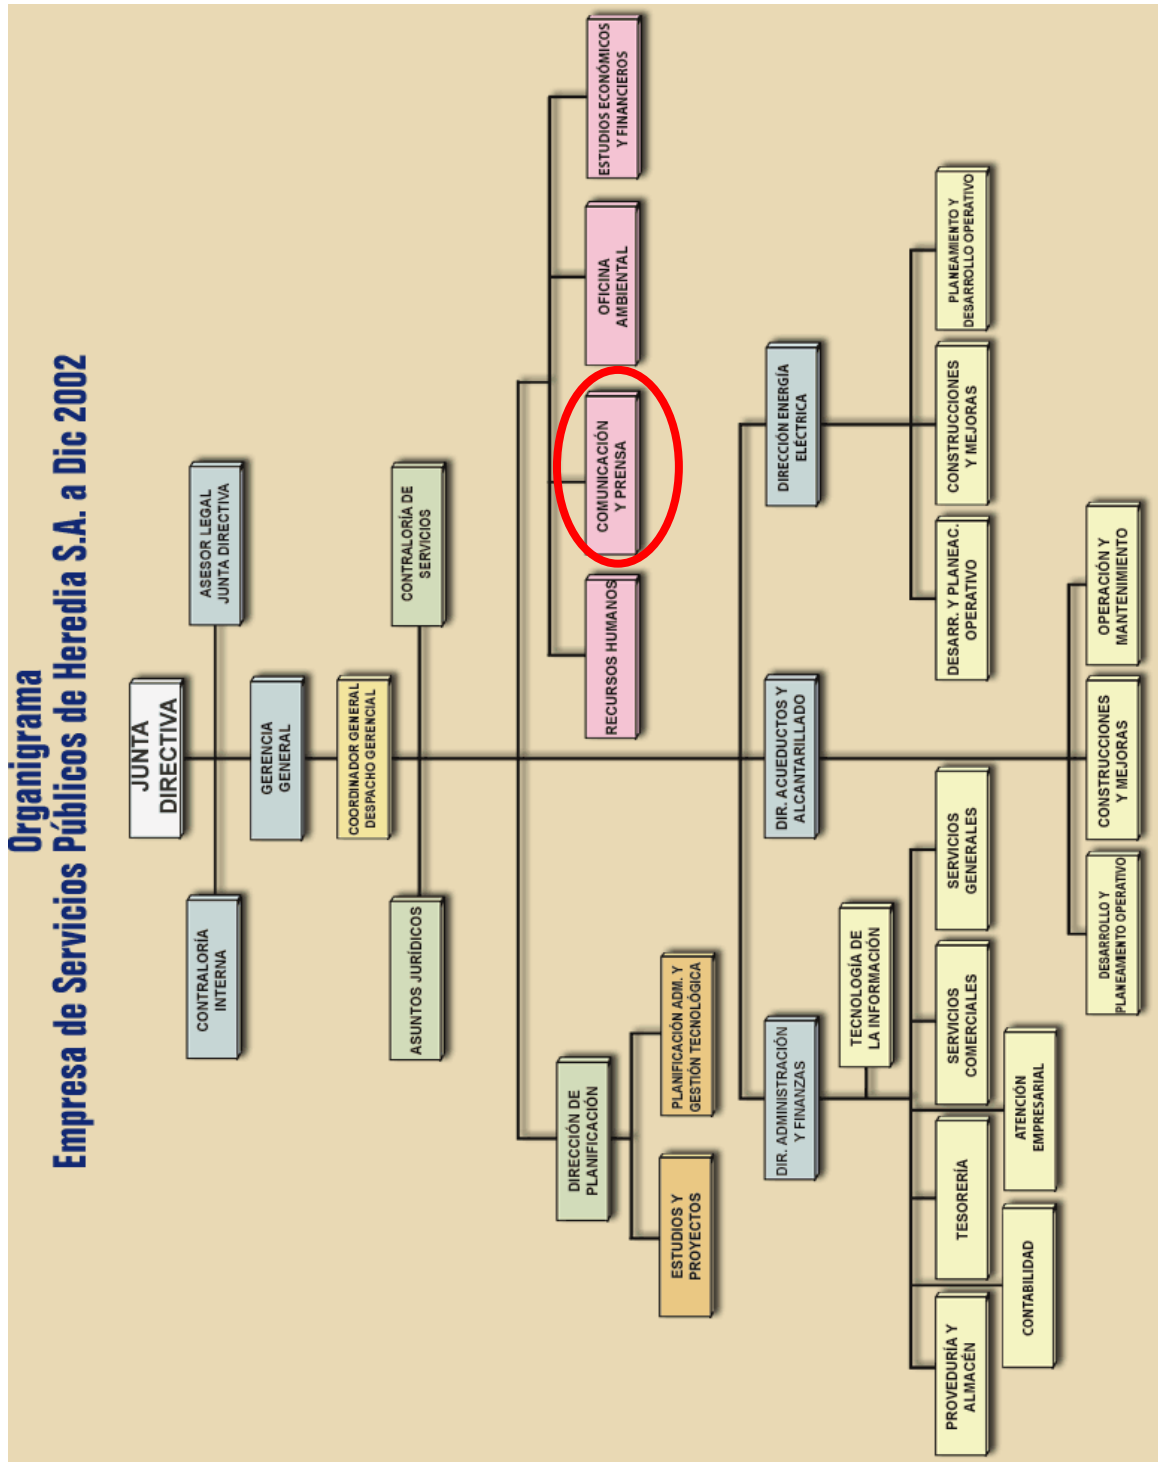 Organigrama
Empresa de Servicios Públicos de Heredia S.A. a Dic 2002
JUNTA
DIRECTIVA
CONTRALORÍA
INTERNA
ASESOR LEGAL
JUNTA DIRECTIVA
GERENCIA
GENERAL
COORDINADOR GENERAL
DESPACHO GERENCIAL
ASUNTOS JURÍDICOS
CONTRALORÍA DE
SERVICIOS
DIRECCIÓN DE
PLANIFICACIÓN
ESTUDIOS Y
PROYECTOS
PLANIFICACIÓN ADM. Y
GESTIÓN TECNOLÓGICA
RECURSOS HUMANOS
COMUNICACIÓN
Y PRENSA
OFICINA
AMBIENTAL
ESTUDIOS ECONÓMICOS
Y FINANCIEROS
DIR. ADMINISTRACIÓN
Y FINANZAS
DIR. ACUEDUCTOS Y
ALCANTARILLADO
DIRECCIÓN ENERGÍA
ELÉCTRICA
TECNOLOGÍA DE
LA INFORMACIÓN
PROVEDURÍA Y
ALMACÉN
TESORERÍA
SERVICIOS
COMERCIALES
SERVICIOS
GENERALES
DESARR. Y PLANEAC.
OPERATIVO
CONSTRUCCIONES
Y MEJORAS
PLANEAMIENTO Y
DESARROLLO OPERATIVO
CONTABILIDAD
ATENCIÓN
EMPRESARIAL
DESARROLLO Y
PLANEAMIENTO OPERATIVO
CONSTRUCCIONES
Y MEJORAS
OPERACIÓN Y
MANTENIMIENTO